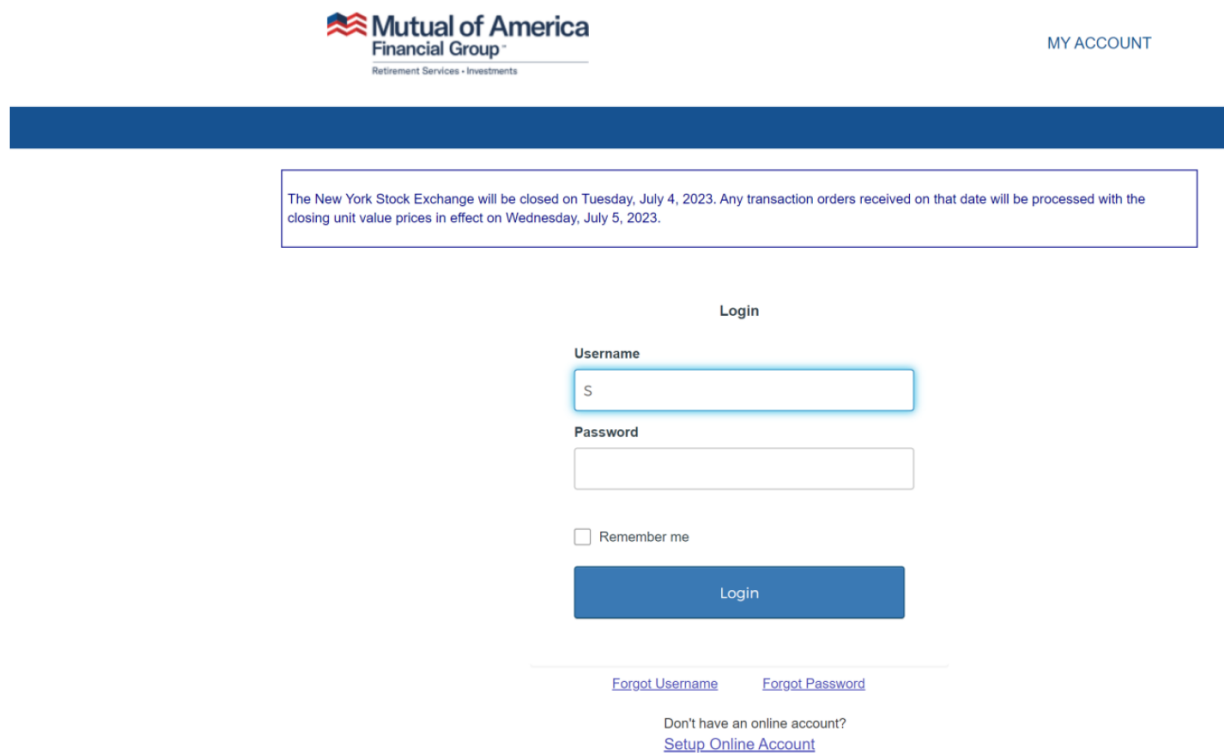 Mutual of America
Financial Group
Retirement Services • Investments
MY ACCOUNT
The New York Stock Exchange will be closed on Tuesday, July 4, 2023. Any transaction orders received on that date will be processed with the
closing unit value prices in effect on Wednesday, July 5, 2023.
Login
Username
S
Password
Remember me
Login
Forgot Username Forgot Password
Don't have an online account?
Setup Online Account